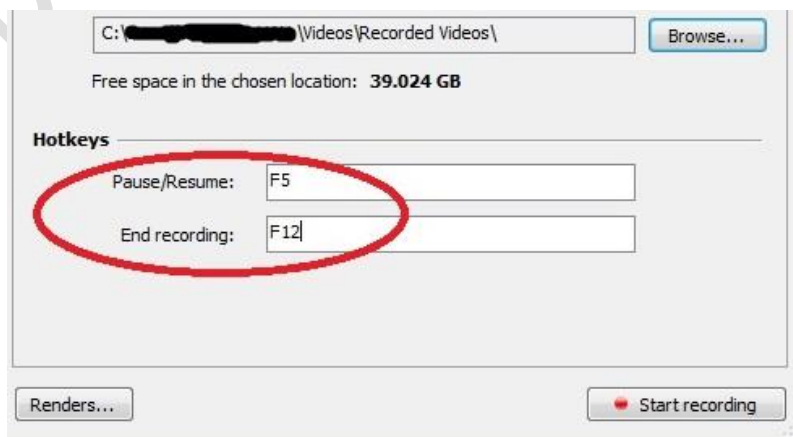 C:\ \Videos\Recorded Videos\ Browse...
Free space in the chosen location: 39.024 GB
Hotkeys
Pause/Resume: F5
End recording: F12
Renders... Start recording